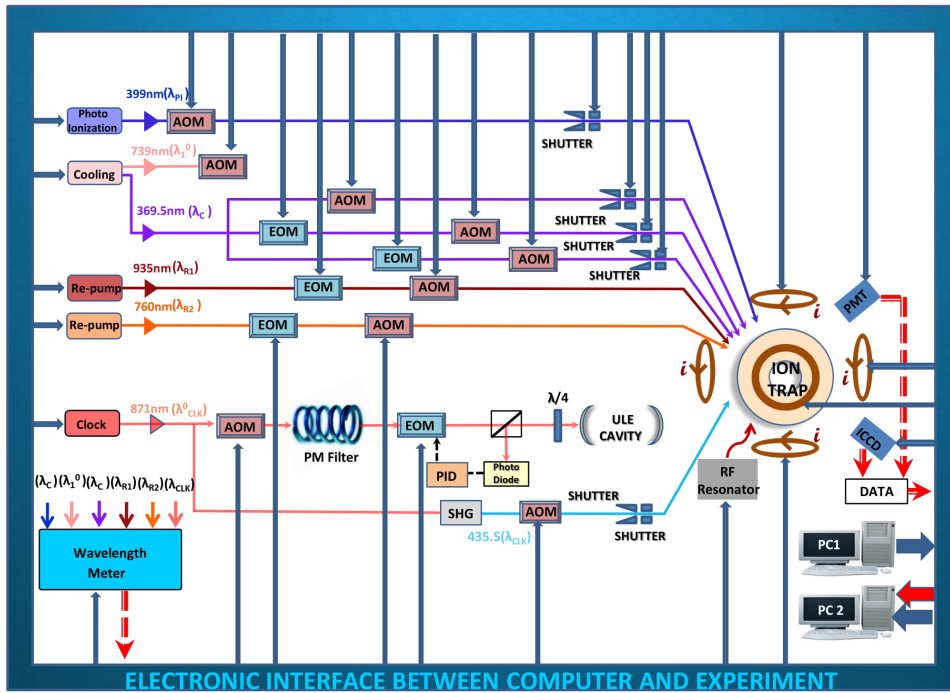 399nm(λPI)
Photo
Ionization
AOM
SHUTTER
739nm(λ1⁰)
Cooling
AOM
369.5nm (λC)
AOM
SHUTTER
EOM
AOM
SHUTTER
EOM
AOM
SHUTTER
935nm(λR1)
Re-pump
EOM
AOM
760nm(λR2)
Re-pump
EOM
AOM
i
PMT
i
i
ION
TRAP
i
871nm (λ⁰CLK)
Clock
AOM
PM Filter
EOM
λ/4
ULE
CAVITY
PID
Photo
Diode
ICCD
RF
Resonator
DATA
(λC)(λ1⁰)(λC)(λR1)(λR2)(λCLK)
SHG
AOM
SHUTTER
SHUTTER
435.5(λCLK)
Wavelength
Meter
PC1
PC 2
ELECTRONIC INTERFACE BETWEEN COMPUTER AND EXPERIMENT